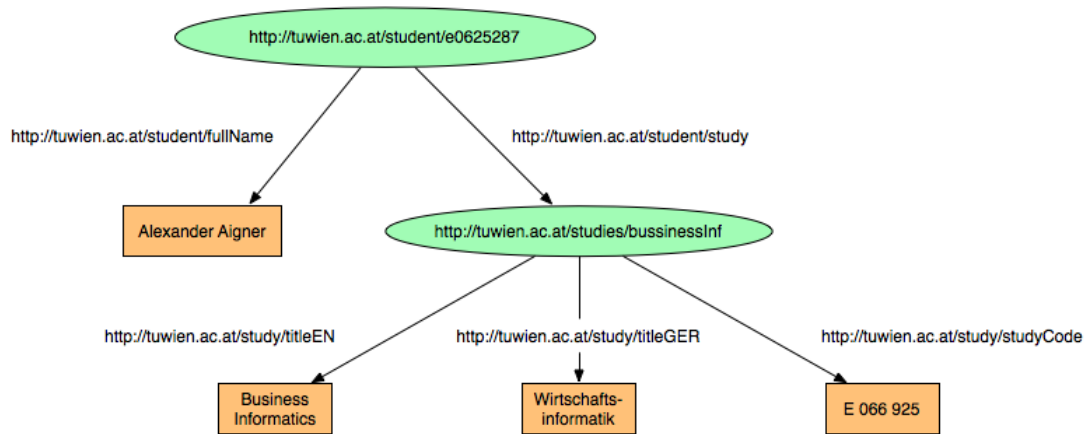 http://tuwien.ac.at/student/e0625287
http://tuwien.ac.at/student/fullName
http://tuwien.ac.at/student/study
Alexander Aigner
http://tuwien.ac.at/studies/bussinessInf
http://tuwien.ac.at/study/titleEN
http://tuwien.ac.at/study/titleGER
http://tuwien.ac.at/study/studyCode
Business
Informatics
Wirtschafts-
informatik
E 066 925